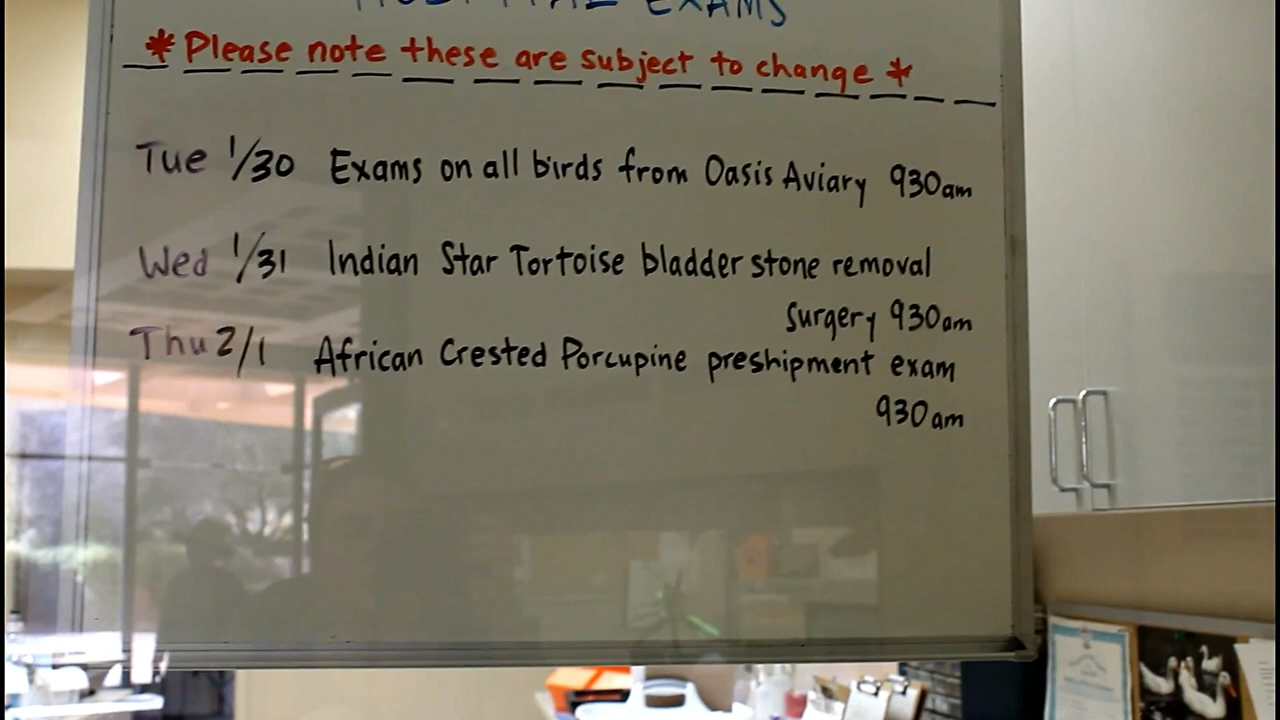 HOSPITAL EXAMS
*Please note these are subject to change*
Tue 1/30 Exams on all birds from Oasis Aviary 930am
Wed 1/31 Indian Star Tortoise bladder stone removal
surgery 930am
Thu 2/1 African Crested Porcupine preshipment exam
930am